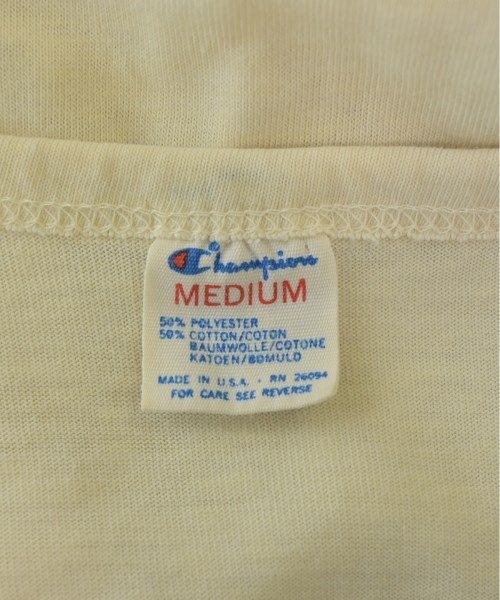 Champion
MEDIUM
50% POLYESTER
50% COTTON/COTON
BAUMWOLLE/COTONE
KATOEN/BOMULD
MADE IN U.S.A. - RN 26094
FOR CARE SEE REVERSE